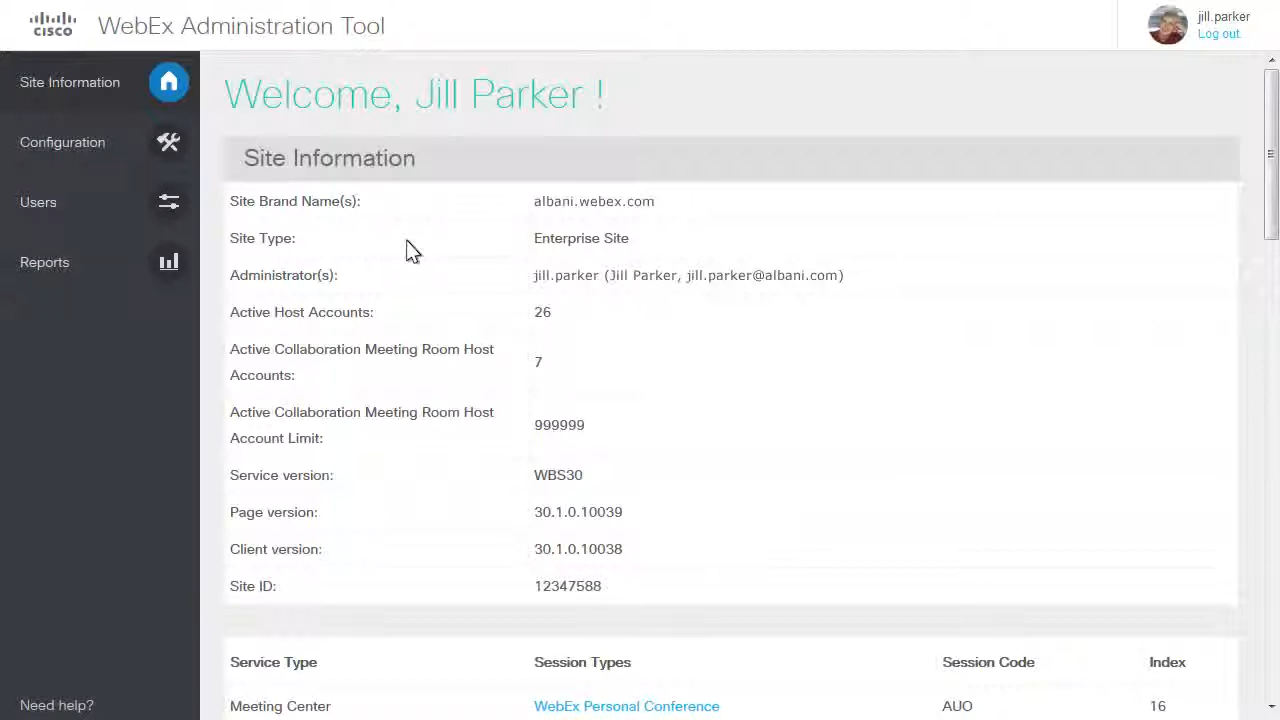 CISCO WebEx Administration Tool
jill.parker
Log out
Site Information
Configuration
Users
Reports
Need help?
Welcome, Jill Parker !
Site Information
Site Brand Name(s): albani.webex.com
Site Type: Enterprise Site
Administrator(s): jill.parker (Jill Parker, jill.parker@albani.com)
Active Host Accounts: 26
Active Collaboration Meeting Room Host
Accounts: 7
Active Collaboration Meeting Room Host
Account Limit: 999999
Service version: WBS30
Page version: 30.1.0.10039
Client version: 30.1.0.10038
Site ID: 12347588
Service Type Session Types Session Code Index
Meeting Center WebEx Personal Conference AUO 16